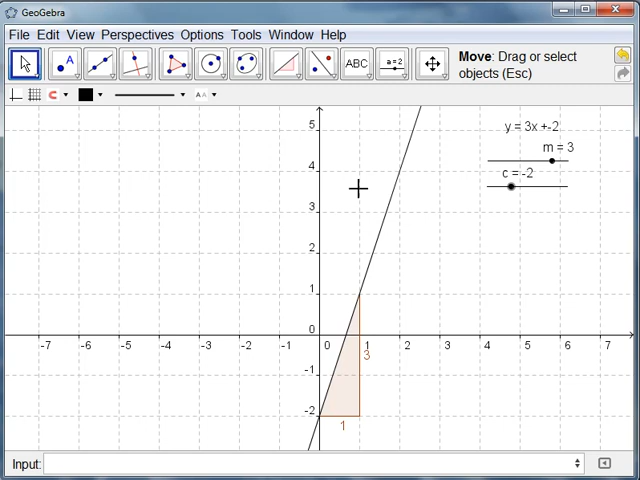 GeoGebra
File Edit View Perspectives Options Tools Window Help
A ABC a=2 Move: Drag or select
objects (Esc)
A A
5
y = 3x +-2
m = 3
4
c = -2
3
2
1
0
-7 -6 -5 -4 -3 -2 -1 0 1 2 3 4 5 6 7
3
-1
-2
1
Input: